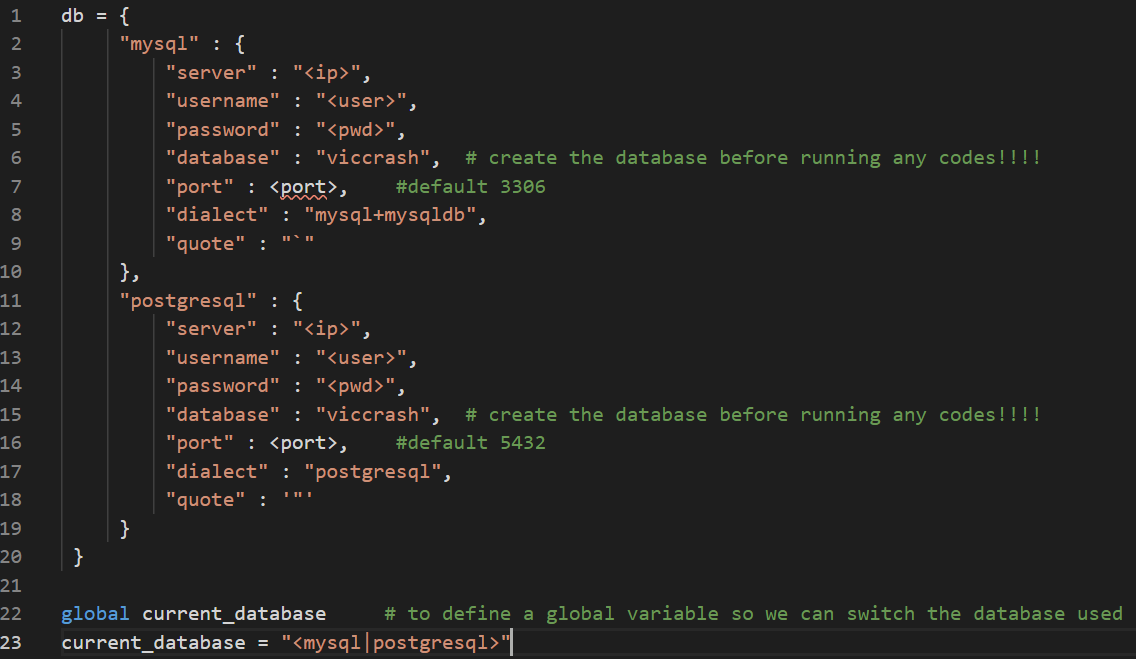 1 db = {
2 "mysql" : {
3 "server" : "<ip>",
4 "username" : "<user>",
5 "password" : "<pwd>",
6 "database" : "viccrash", # create the database before running any codes!!!!
7 "port" : <port>, #default 3306
8 "dialect" : "mysql+mysqldb",
9 "quote" : "`"
10 },
11 "postgresql" : {
12 "server" : "<ip>",
13 "username" : "<user>",
14 "password" : "<pwd>",
15 "database" : "viccrash", # create the database before running any codes!!!!
16 "port" : <port>, #default 5432
17 "dialect" : "postgresql",
18 "quote" : '"'
19 }
20 }
21
22 global current_database # to define a global variable so we can switch the database used
23 current_database = "<mysql|postgresql>"